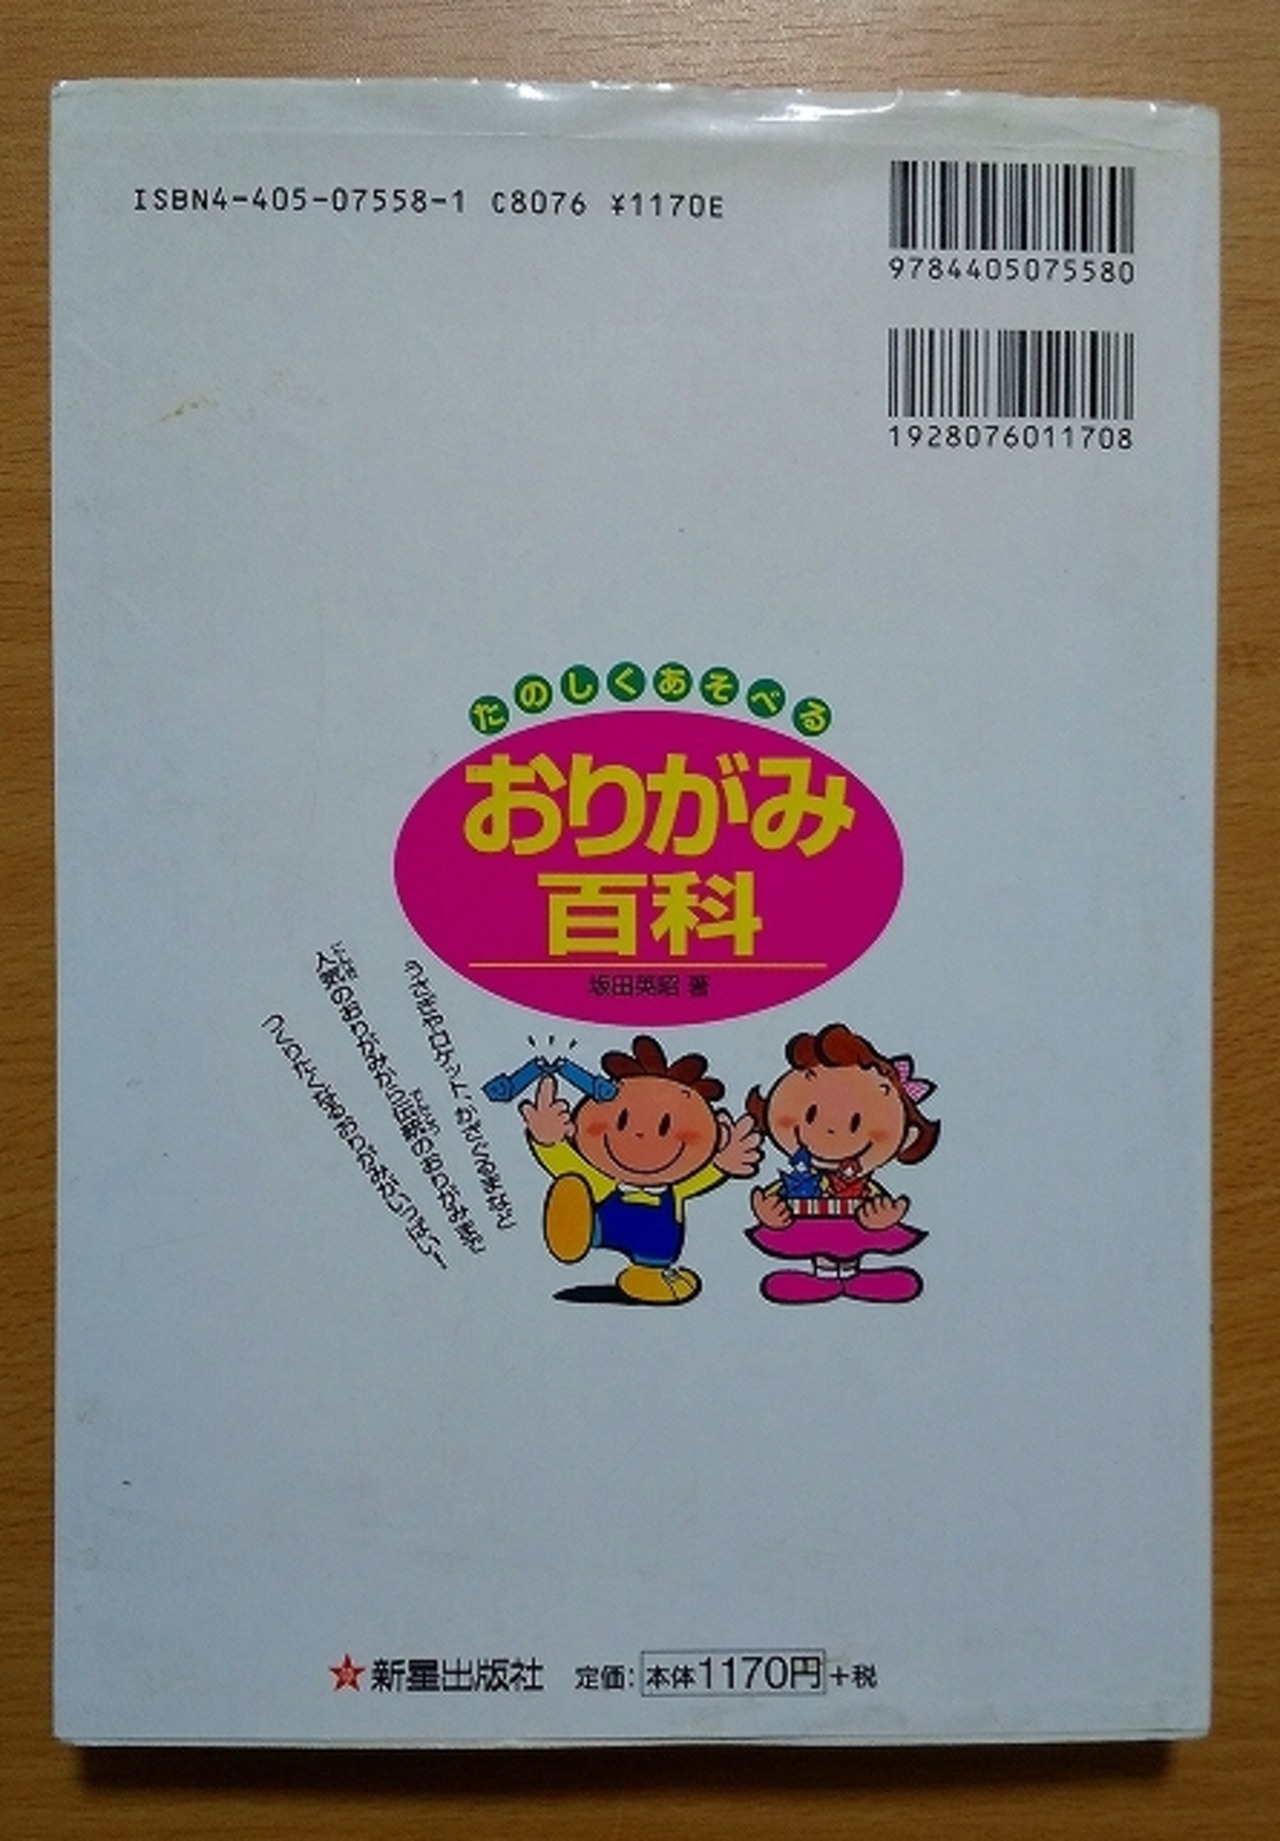 ISBN4-405-07558-1 C8076 ¥1170E
9784405075580
1928076011708
たのしくあそべる
おりがみ
百科
坂田英昭 著
うさぎやロケット、かざぐるまなど
人気のおりがみから伝統のおりがみまで
つくりたくなるおりがみがいっぱい!
新星出版社 定価:本体1170円+税